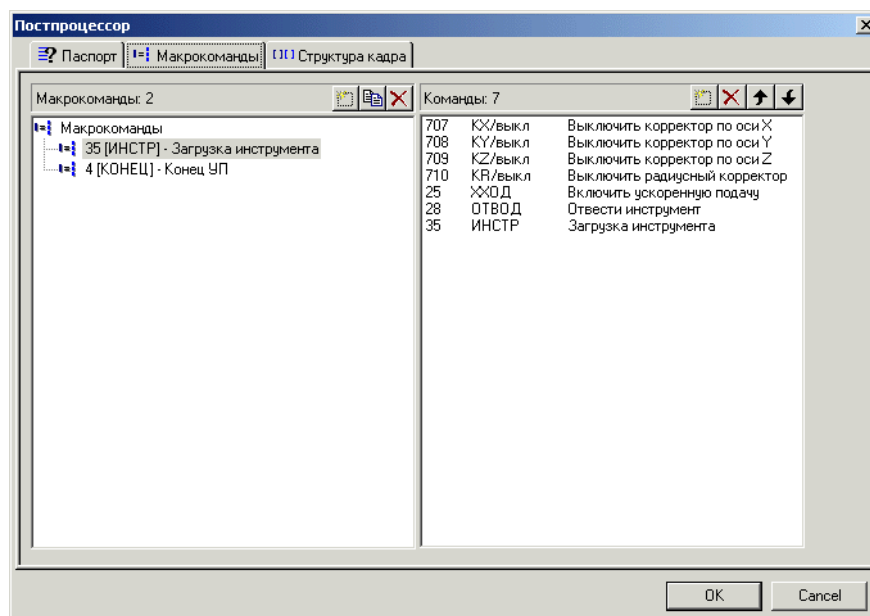 Постпроцессор
Паспорт Макрокоманды Структура кадра
Макрокоманды: 2
Макрокоманды
35 [ИНСТР] - Загрузка инструмента
4 [КОНЕЦ] - Конец УП
Команды: 7
707 KX/выкл Выключить корректор по оси X
708 KY/выкл Выключить корректор по оси Y
709 KZ/выкл Выключить корректор по оси Z
710 KR/выкл Выключить радиусный корректор
25 ХХОД Включить ускоренную подачу
28 ОТВОД Отвести инструмент
35 ИНСТР Загрузка инструмента
OK Cancel